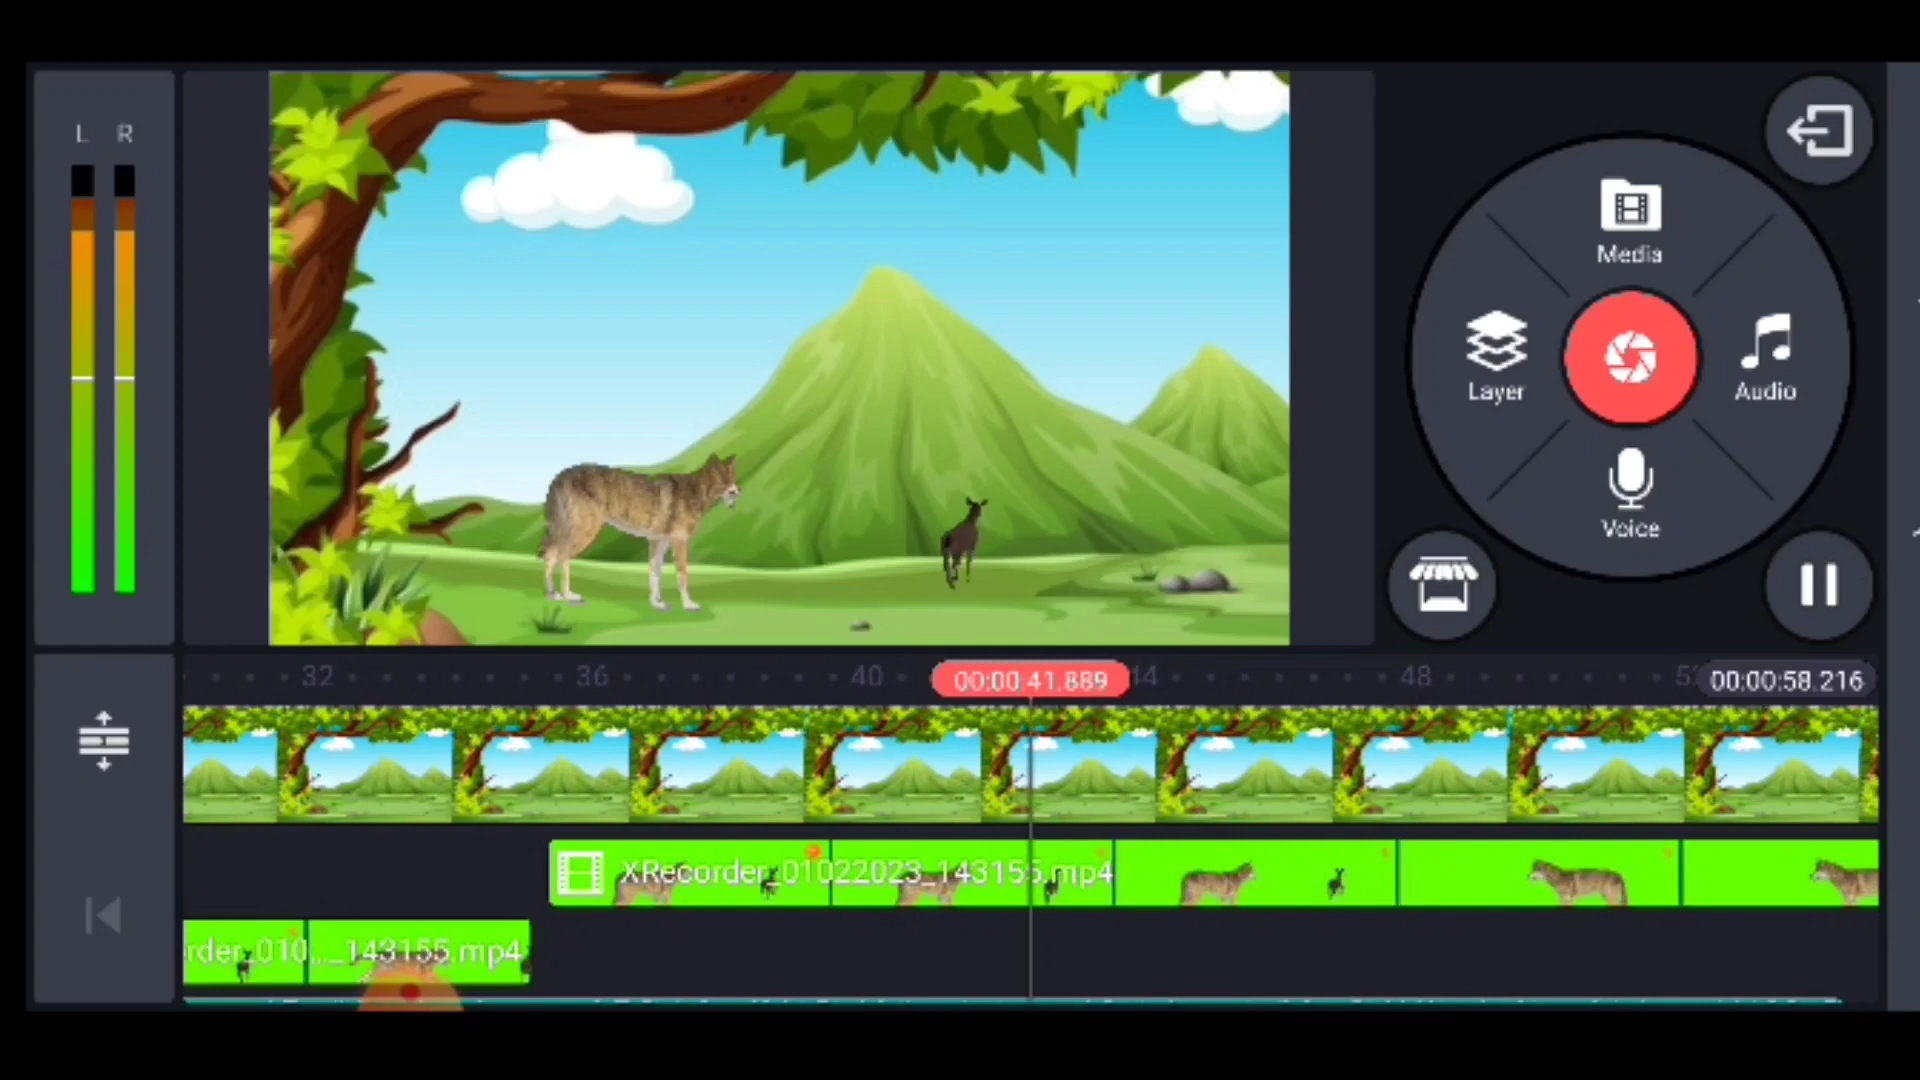 L R
Media
Layer
Audio
Voice
32 36 40 00:00:41.889 44 48 00:00:58.216
XRecorder_01022023_143155.mp4
rder_010..._143155.mp4